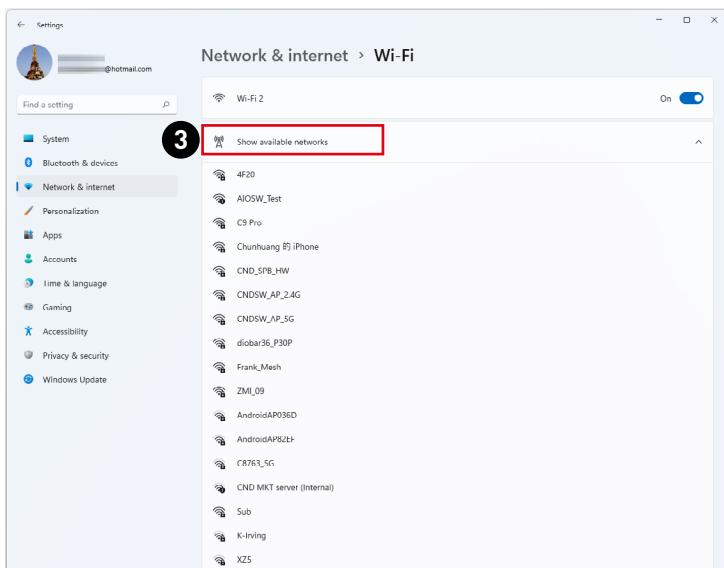 Settings
@hotmail.com
Find a setting
System
Bluetooth & devices
Network & internet
Personalization
Apps
Accounts
Time & language
Gaming
Accessibility
Privacy & security
Windows Update
Network & internet > Wi-Fi
Wi-Fi 2
On
3
Show available networks
4F20
AIOSW_Test
C9 Pro
Chunhuang 的 iPhone
CND_SPB_HW
CNDSW_AP_2.4G
CNDSW_AP_5G
diobar36_P30P
Frank_Mesh
ZMI_09
AndroidAP036D
AndroidAP82EF
C8763_5G
CND MKT server (Internal)
Sub
K-Irving
XZ5